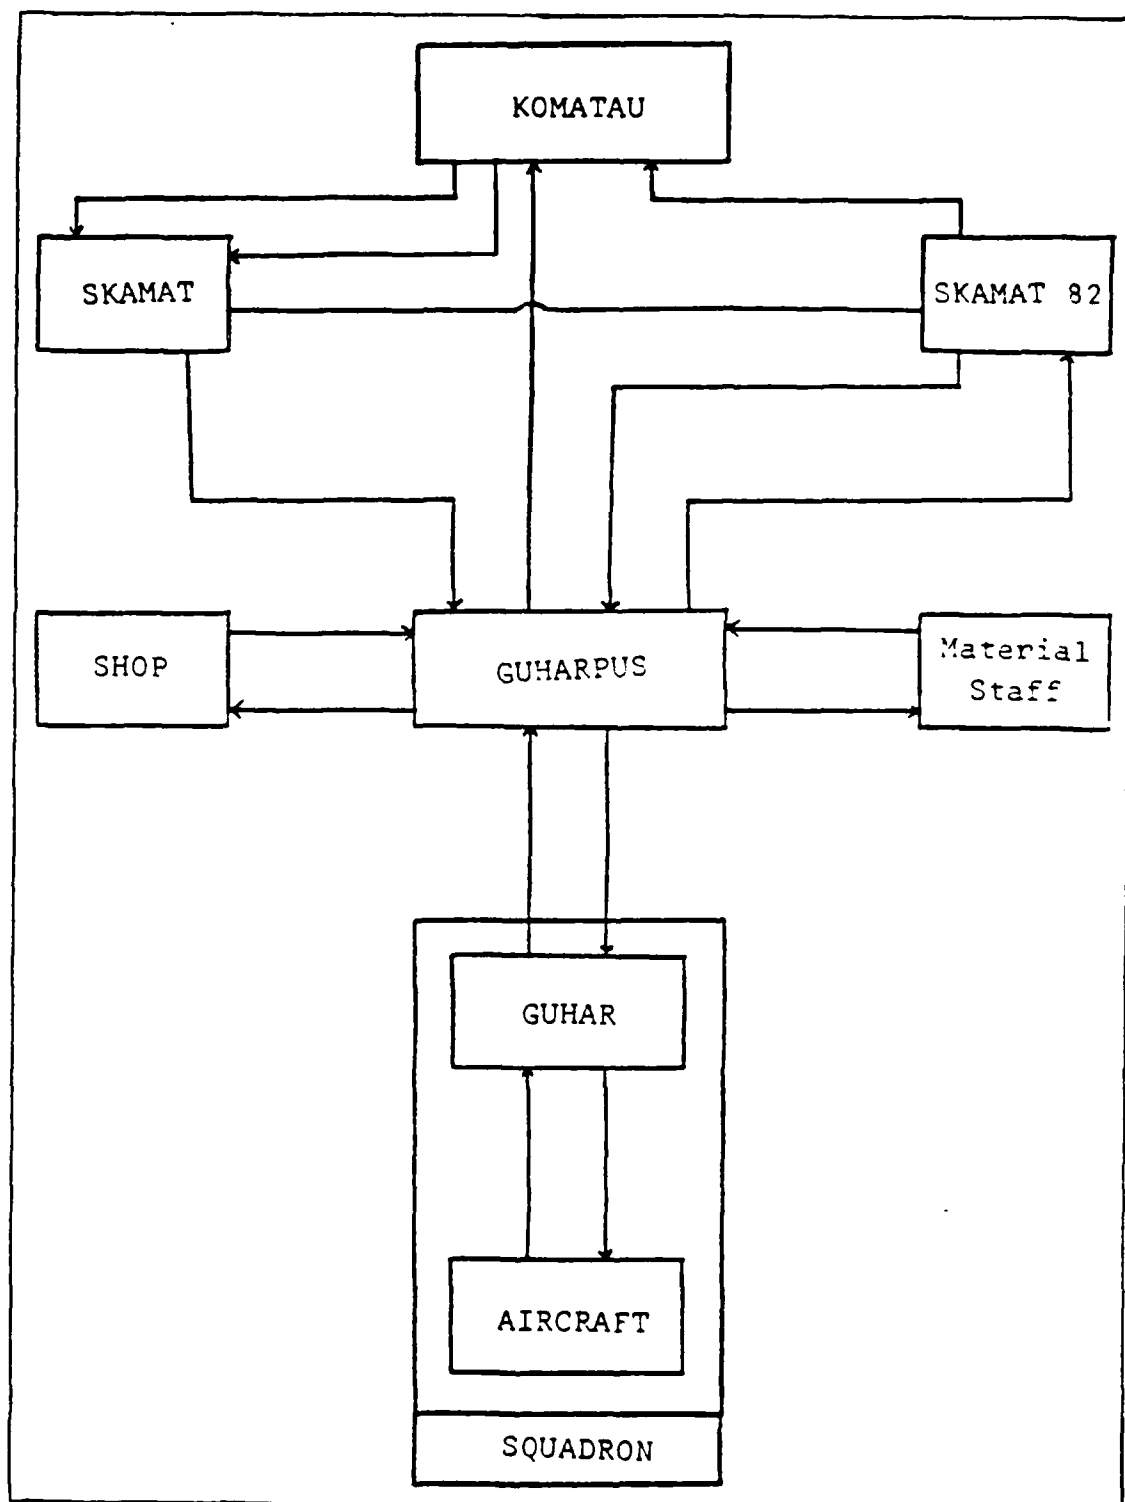 KOMATAU
SKAMAT
SKAMAT 82
SHOP
GUHARPUS
Material
Staff
GUHAR
AIRCRAFT
SQUADRON